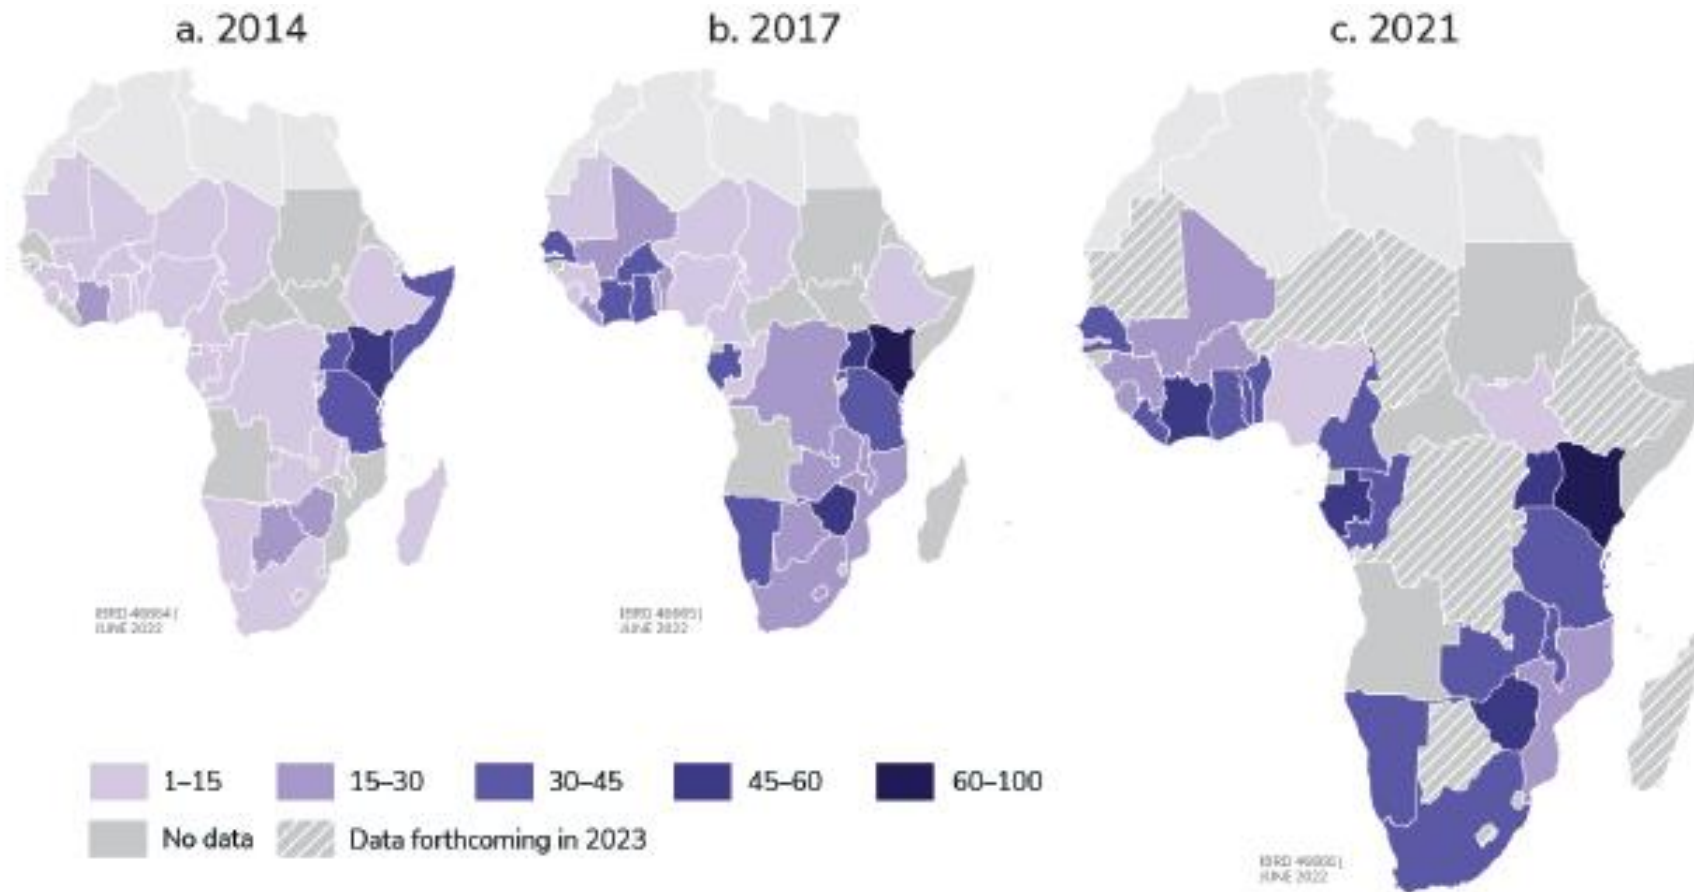 a. 2014
b. 2017
c. 2021
JUNE 2022
JUNE 2022
1–15
15–30
30–45
45–60
60–100
No data
Data forthcoming in 2023
JUNE 2022